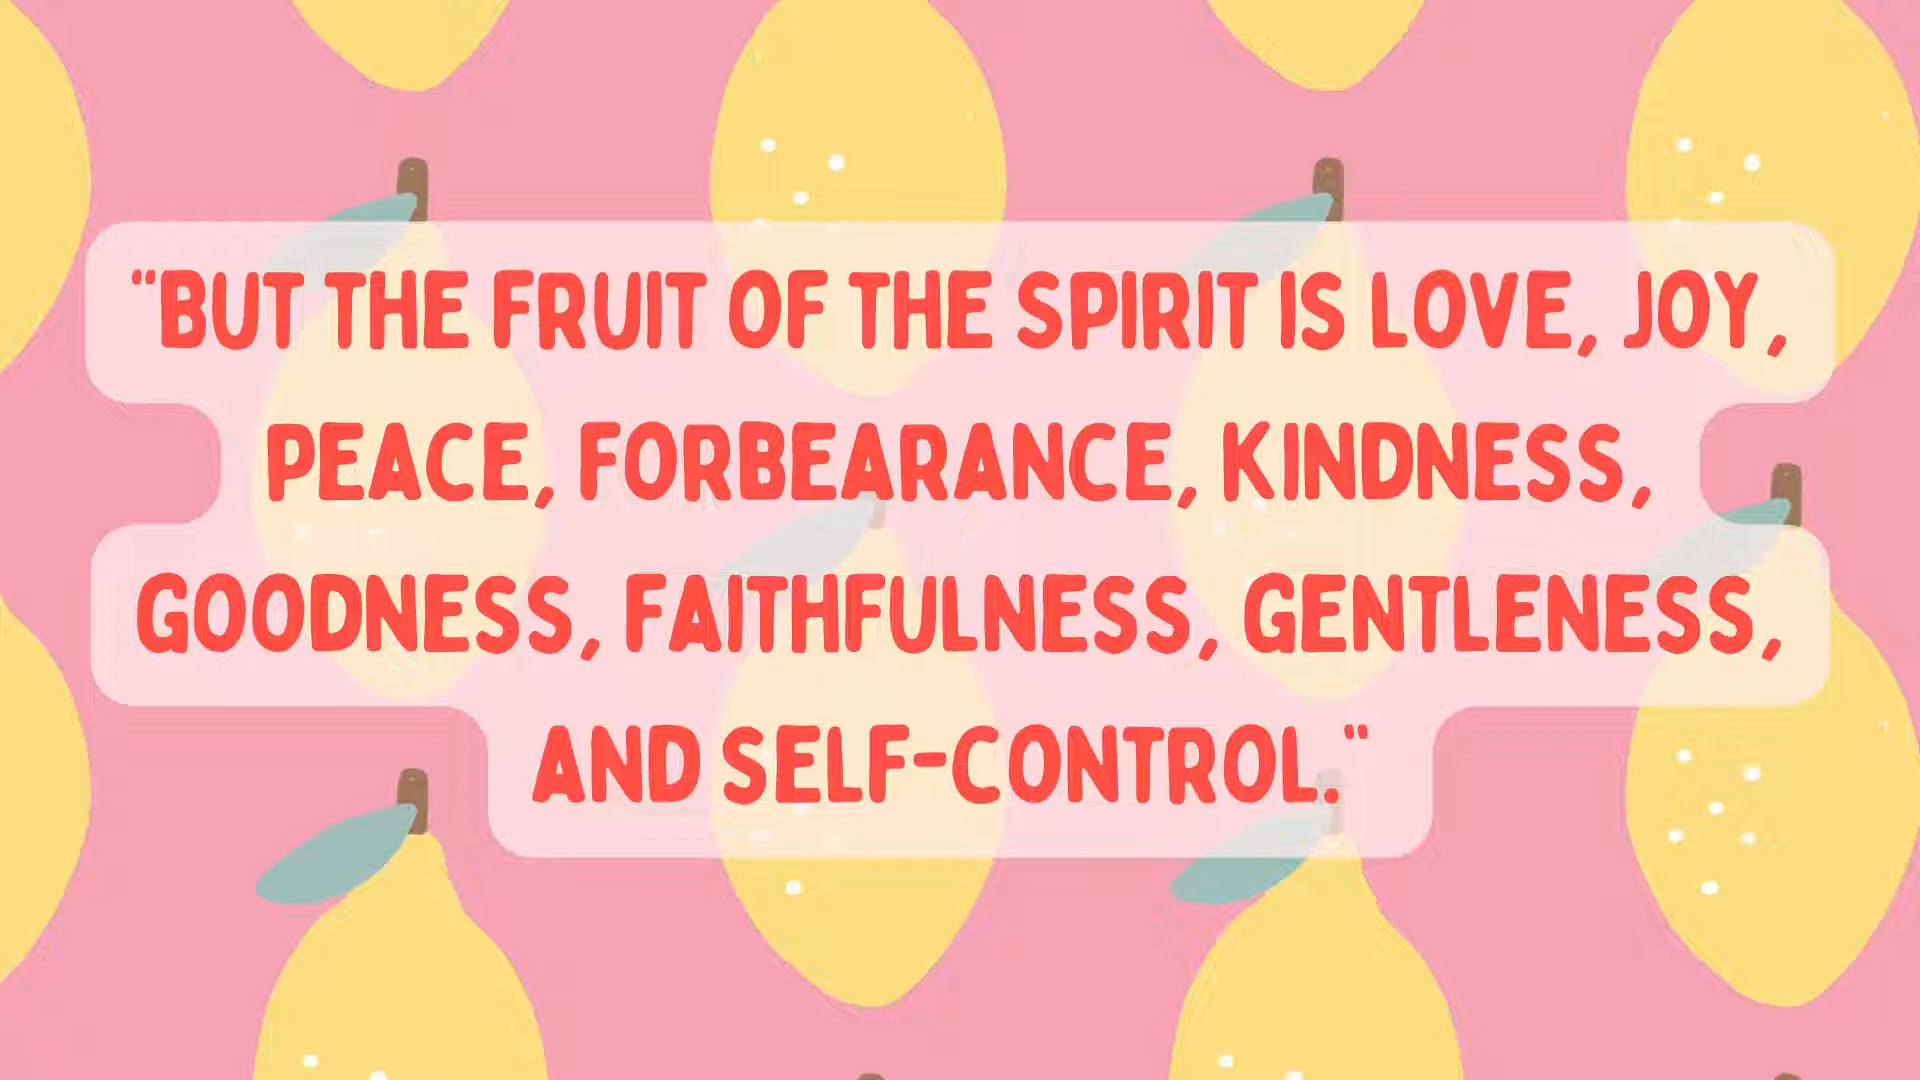 "BUT THE FRUIT OF THE SPIRIT IS LOVE, JOY,
PEACE, FORBEARANCE, KINDNESS,
GOODNESS, FAITHFULNESS, GENTLENESS,
AND SELF-CONTROL."